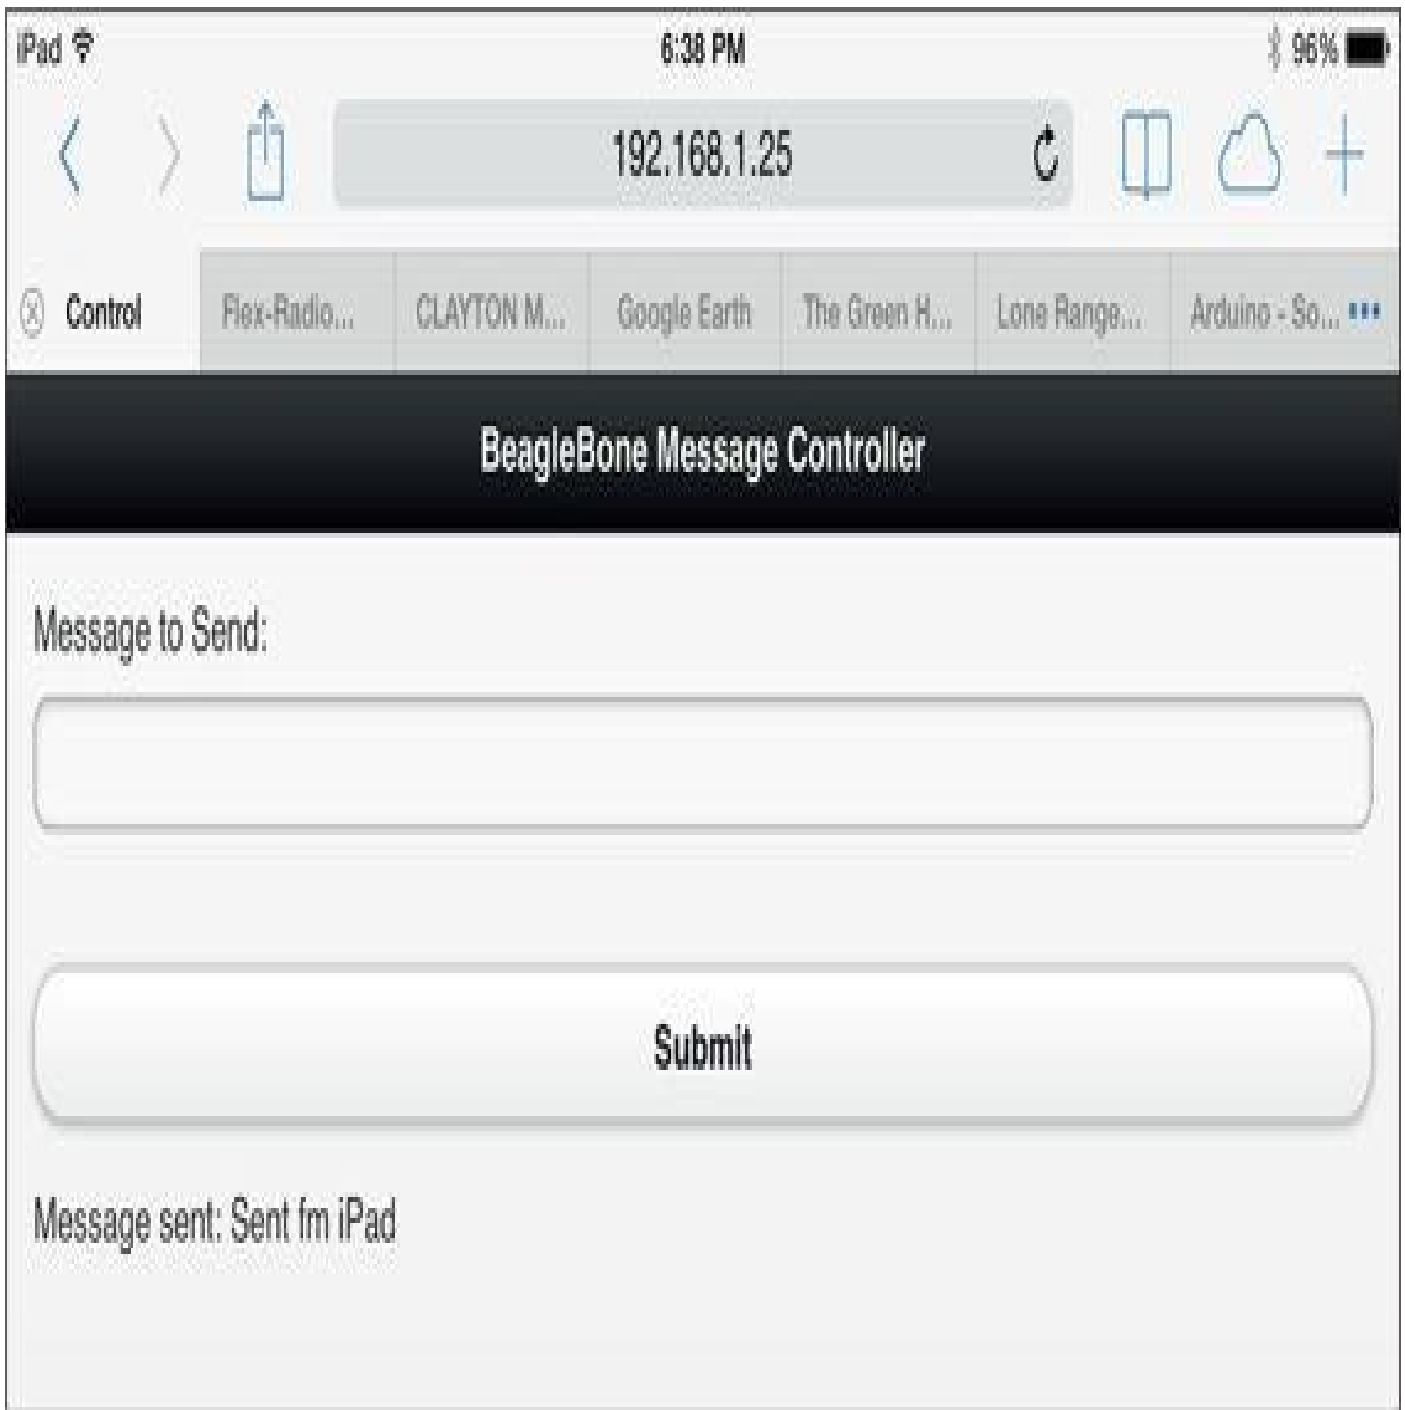 iPad 6:38 PM 96%
192.168.1.25
Control Flex-Radio... CLAYTON M... Google Earth The Green H... Lone Range... Arduino - So...
BeagleBone Message Controller
Message to Send:
Submit
Message sent: Sent fm iPad